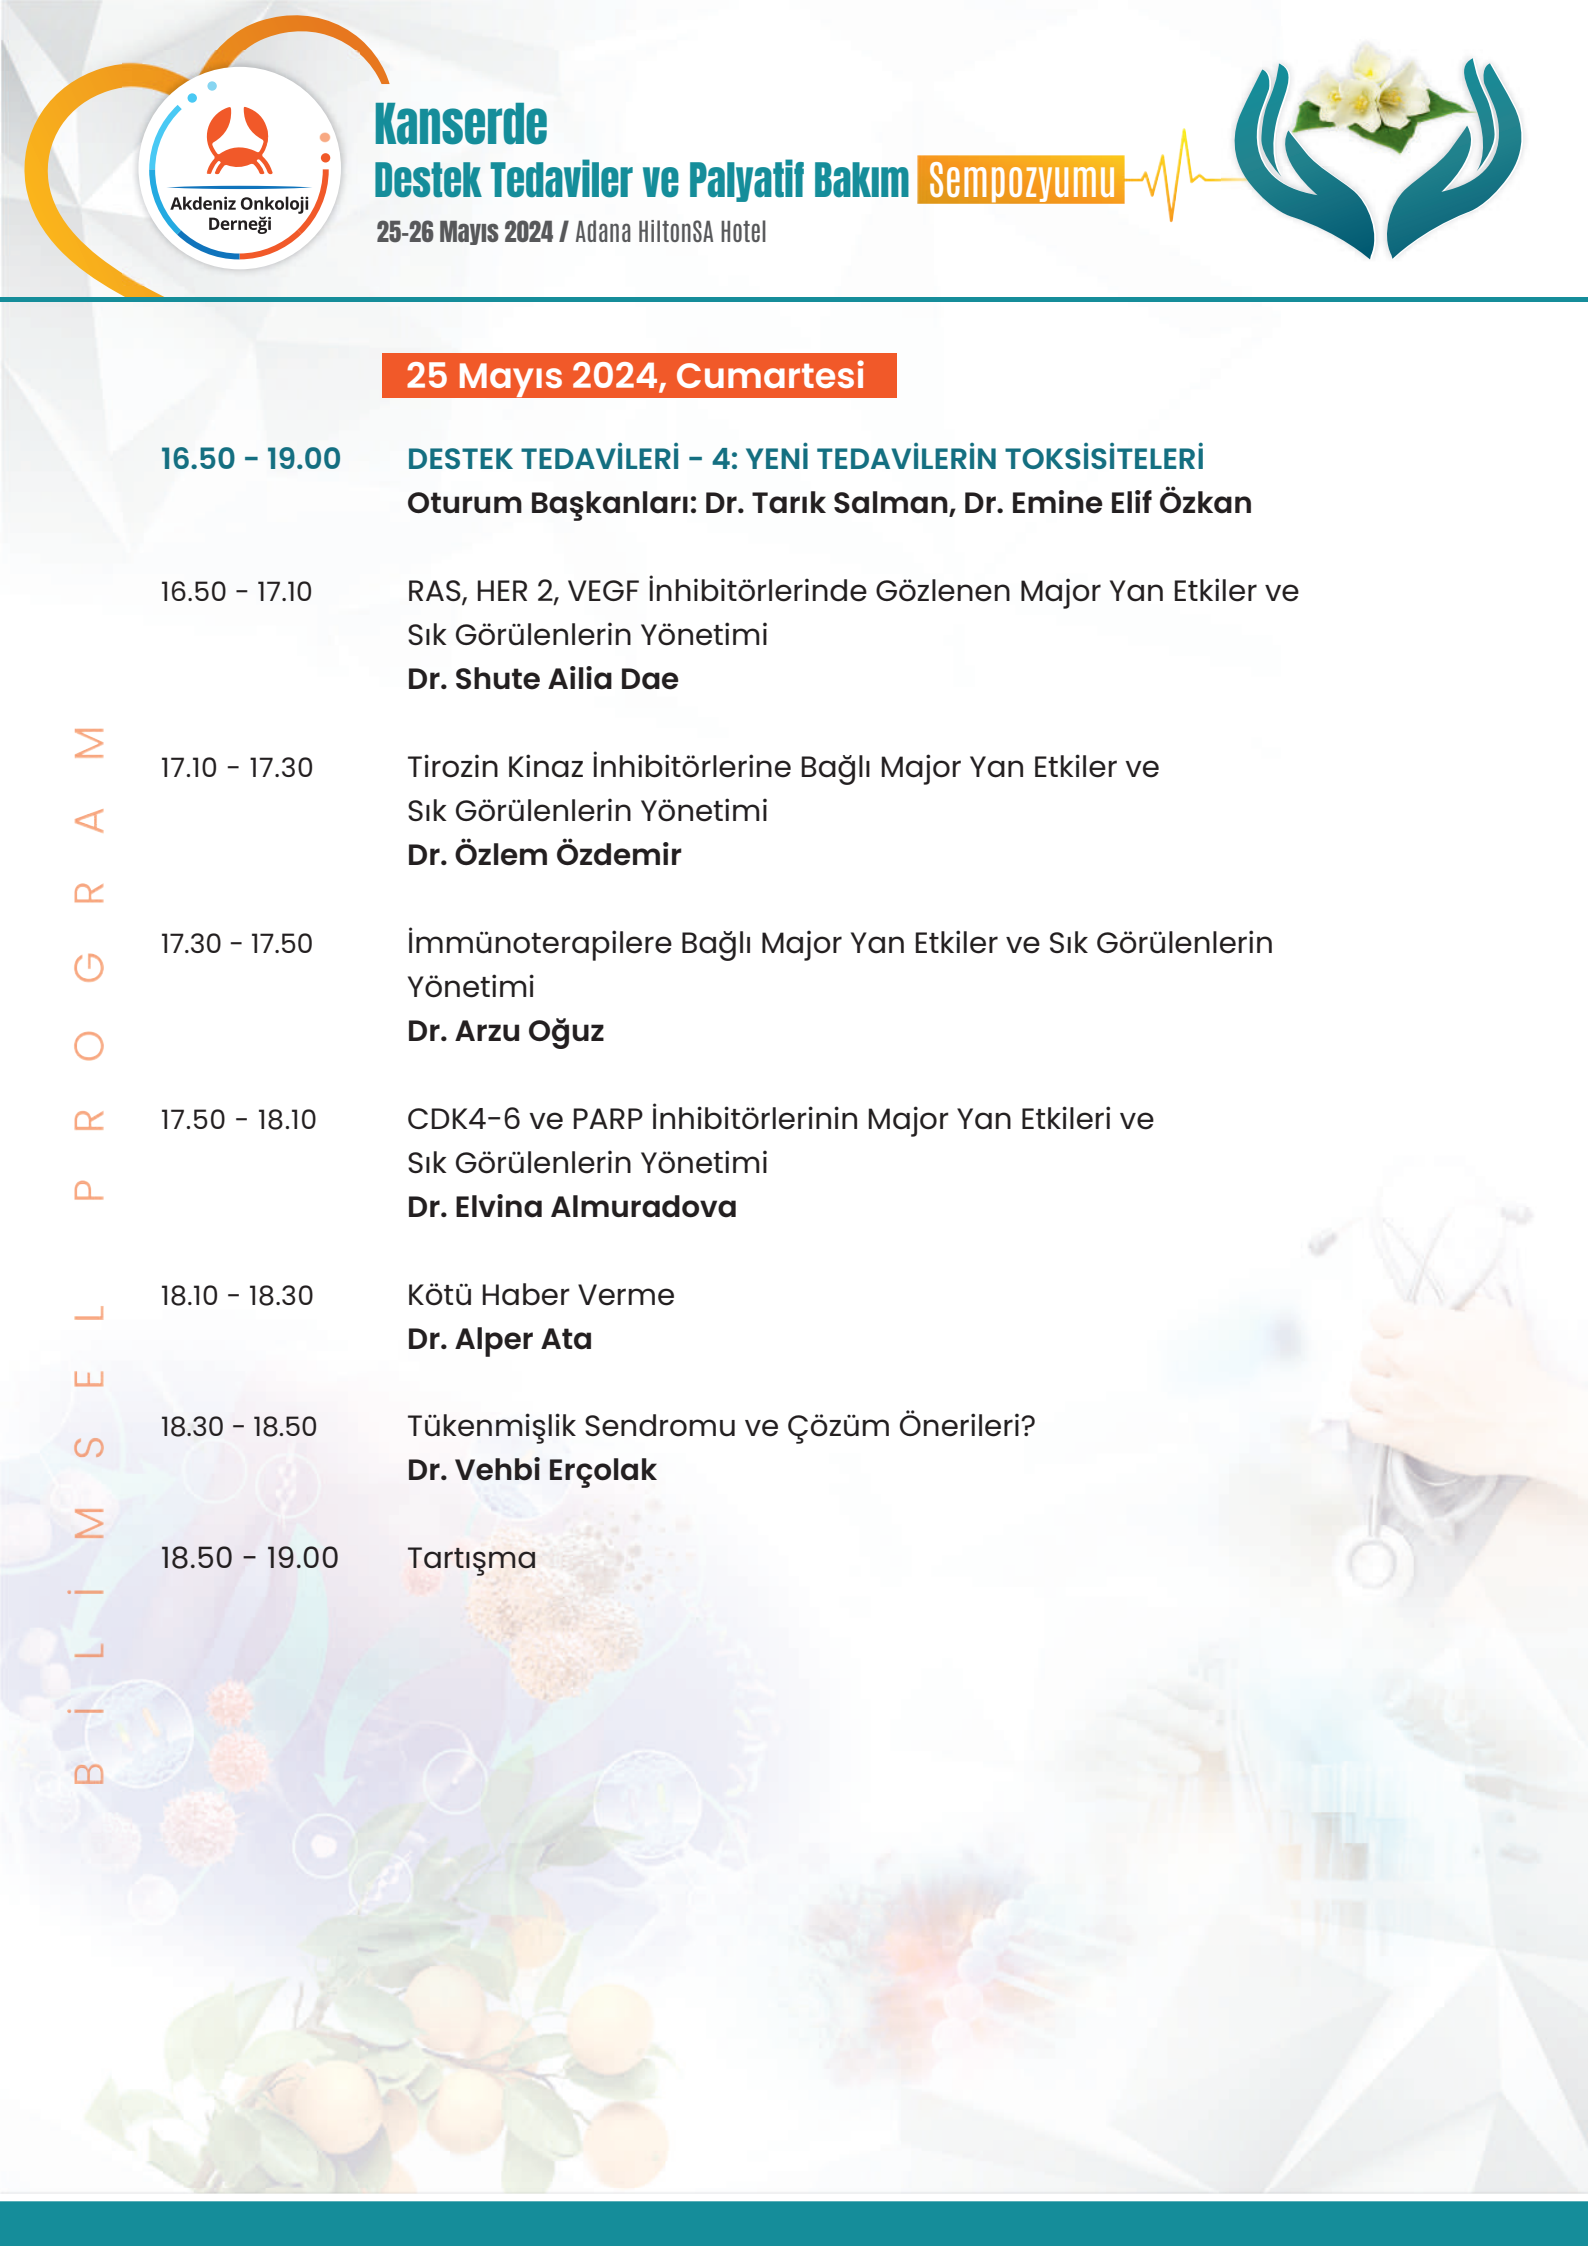 Akdeniz Onkoloji
Derneği
Kanserde
Destek Tedaviler ve Palyatif Bakım Sempozyumu
25-26 Mayıs 2024 / Adana HiltonSA Hotel
25 Mayıs 2024, Cumartesi
16.50 - 19.00 DESTEK TEDAVİLERİ - 4: YENİ TEDAVİLERİN TOKSİSİTELERİ
Oturum Başkanları: Dr. Tarık Salman, Dr. Emine Elif Özkan
16.50 - 17.10 RAS, HER 2, VEGF İnhibitörlerinde Gözlenen Major Yan Etkiler ve
Sık Görülenlerin Yönetimi
Dr. Shute Ailia Dae
17.10 - 17.30 Tirozin Kinaz İnhibitörlerine Bağlı Major Yan Etkiler ve
Sık Görülenlerin Yönetimi
Dr. Özlem Özdemir
17.30 - 17.50 İmmünoterapilere Bağlı Major Yan Etkiler ve Sık Görülenlerin
Yönetimi
Dr. Arzu Oğuz
17.50 - 18.10 CDK4-6 ve PARP İnhibitörlerinin Major Yan Etkileri ve
Sık Görülenlerin Yönetimi
Dr. Elvina Almuradova
18.10 - 18.30 Kötü Haber Verme
Dr. Alper Ata
18.30 - 18.50 Tükenmişlik Sendromu ve Çözüm Önerileri?
Dr. Vehbi Erçolak
18.50 - 19.00 Tartışma
BİLİMSEL PROGRAM